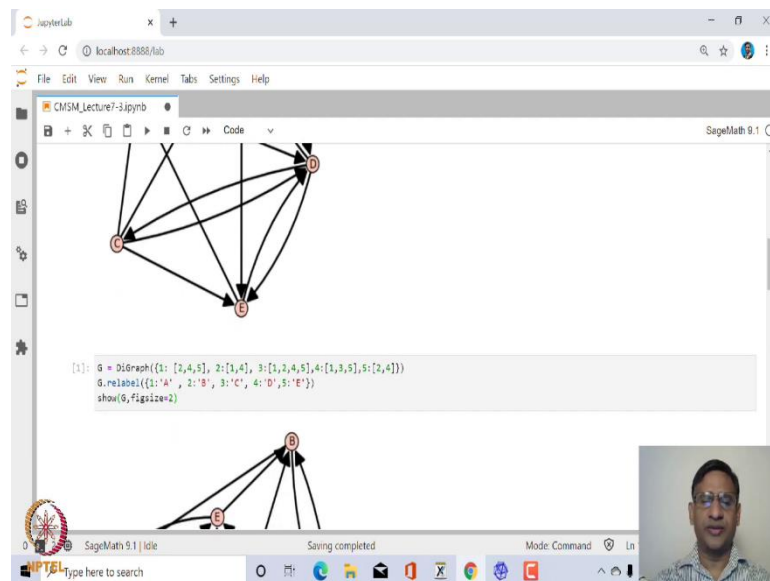 JupyterLab
localhost:8888/lab
File Edit View Run Kernel Tabs Settings Help
CMSM_Lecture7-3.ipynb
Code
SageMath 9.1
D
C
E
[1]: G = DiGraph({1: [2,4,5], 2:[1,4], 3:[1,2,4,5],4:[1,3,5],5:[2,4]})
G.relabel({1:'A' , 2:'B', 3:'C', 4:'D',5:'E'})
show(G,figsize=2)
B
E
0
SageMath 9.1 | Idle
Saving completed
Mode: Command
Ln
NPTEL
Type here to search